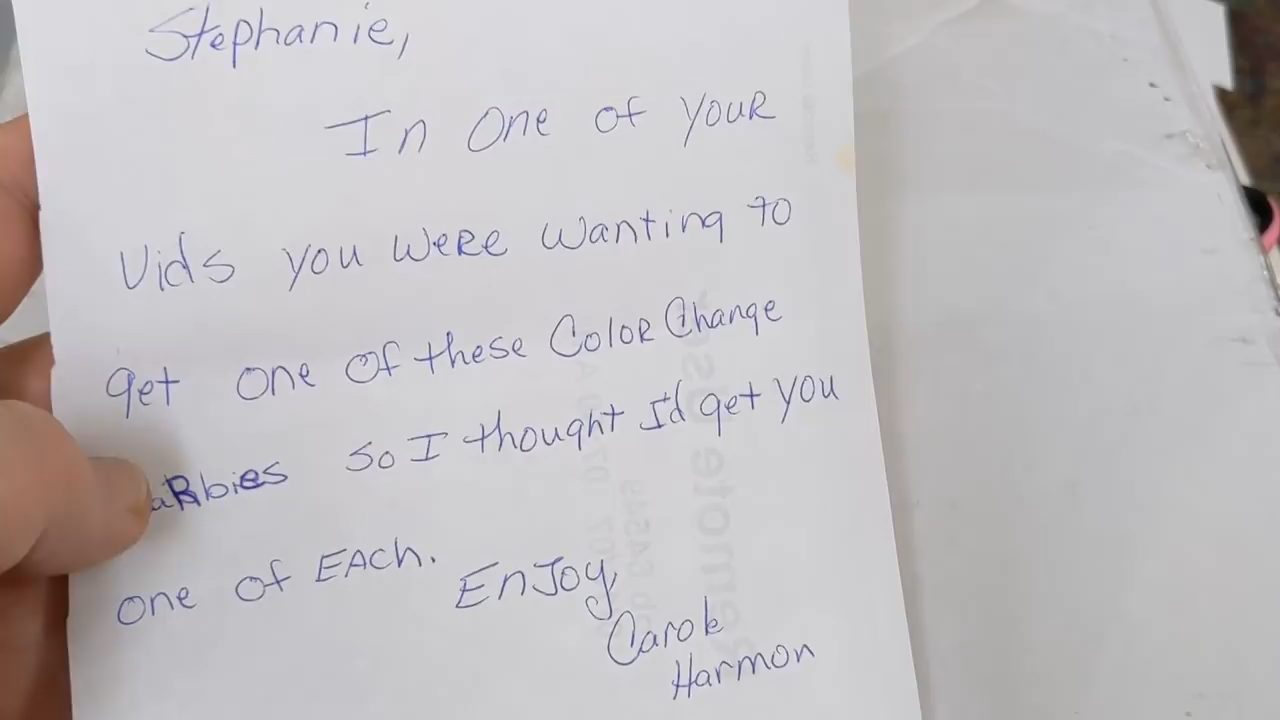 Stephanie,
In One of YouR
Vids you weRe wanting to
get one Of these ColoR Change
aRbies so I thought I'd get you
one of EAch. EnJoy,
Carole
Harmon